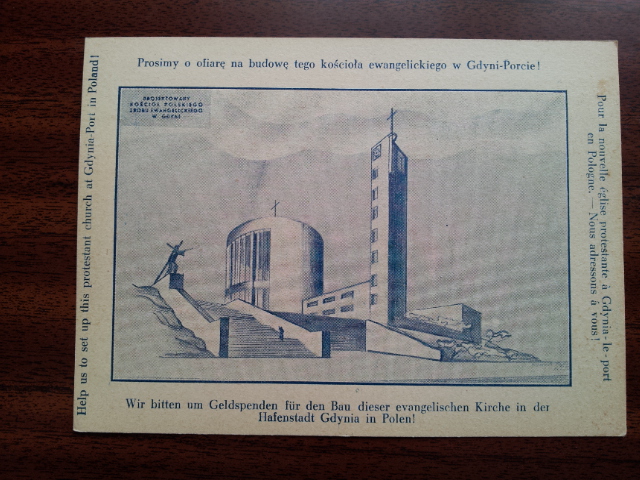 Prosimy o ofiarę na budowę tego kościoła ewangelickiego w Gdyni-Porcie!
PROJEKTOWANY
KOŚCIÓŁ POLSKIEGO
ZBORU EWANGELICKIEGO
W GDYNI
Help us to set up this protestant church at Gdynia-Port in Poland!
Pour la nouvelle église protestante à Gdynia-le-port
en Pologne. — Nous adressons à vous!
Wir bitten um Geldspenden für den Bau dieser evangelischen Kirche in der
Hafenstadt Gdynia in Polen!